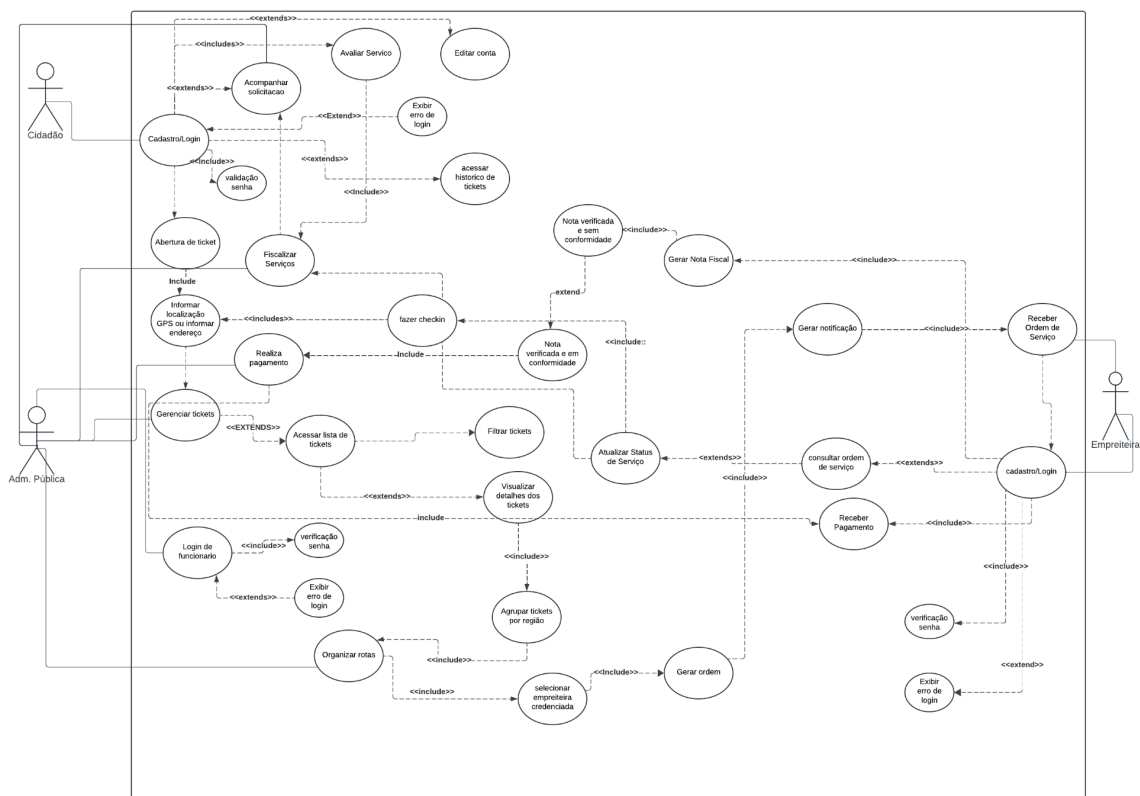 <<extends>>
<<includes>>
Avaliar Servico
Editar conta
Acompanhar
solicitacao
<<extends>>
Cidadão
<<Extend>>
Exibir
erro de
login
Cadastro/Login
<<include>>
<<extends>>
validação
senha
acessar
historico de
tickets
<<Include>>
Abertura de ticket
Fiscalizar
Serviços
Nota verificada
e sem
conformidade
<<include>>
Gerar Nota Fiscal
<<include>>
Include
extend
Informar
localização
GPS ou informar
endereço
<<includes>>
fazer checkin
<<include::
Gerar notificação
<<include>>
Receber
Ordem de
Serviço
Realiza
pagamento
Include
Nota
verificada e em
conformidade
Gerenciar tickets
<<EXTENDS>>
Acessar lista de
tickets
Filtrar tickets
Adm. Pública
Empreiteira
Atualizar Status
de Serviço
<<extends>>
consultar ordem
de serviço
<<extends>>
cadastro/Login
<<include>>
Visualizar
detalhes dos
tickets
<<extends>>
include
Receber
Pagamento
<<include>>
Login de
funcionario
<<include>>
verificação
senha
<<include>>
<<include>>
Exibir
erro de
login
<<extends>>
Agrupar tickets
por região
verificação
senha
Organizar rotas
<<include>>
<<include>>
selecionar
empreiteira
credenciada
<<Include>>
Gerar ordem
<<extend>>
Exibir
erro de
login